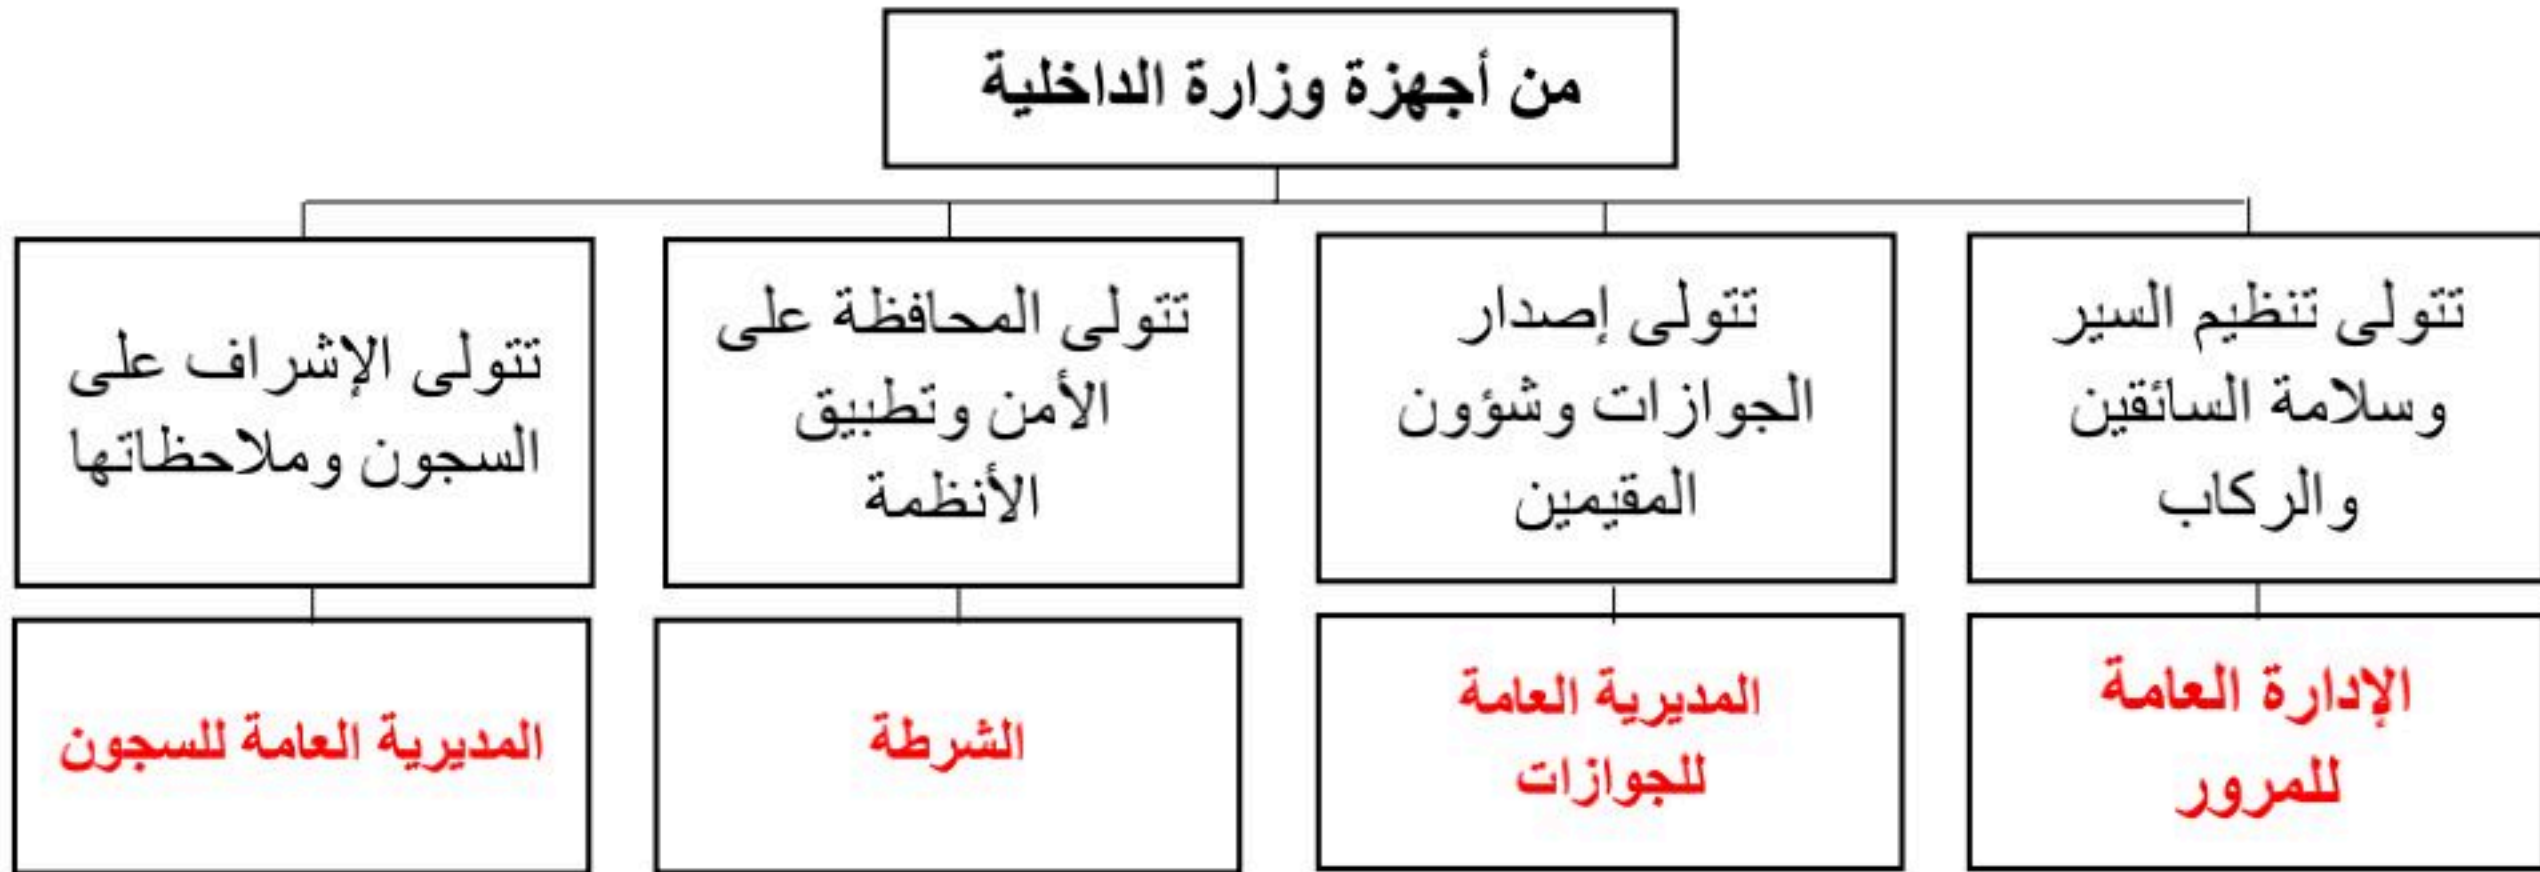 من أجهزة وزارة الداخلية
تتولى تنظيم السير
وسلامة السائقين
والركاب
تتولى إصدار
الجوازات وشؤون
المقيمين
تتولى المحافظة على
الأمن وتطبيق
الأنظمة
تتولى الإشراف على
السجون وملاحظاتها
الإدارة العامة
للمرور
المديرية العامة
للجوازات
الشرطة
المديرية العامة للسجون